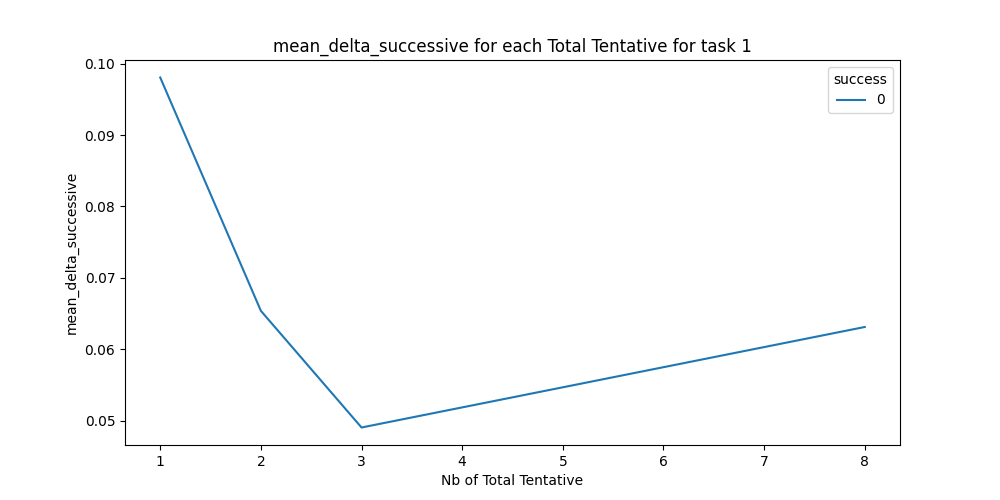 mean_delta_successive for each Total Tentative for task 1
success
0
mean_delta_successive
0.10
0.09
0.08
0.07
0.06
0.05
1 2 3 4 5 6 7 8
Nb of Total Tentative